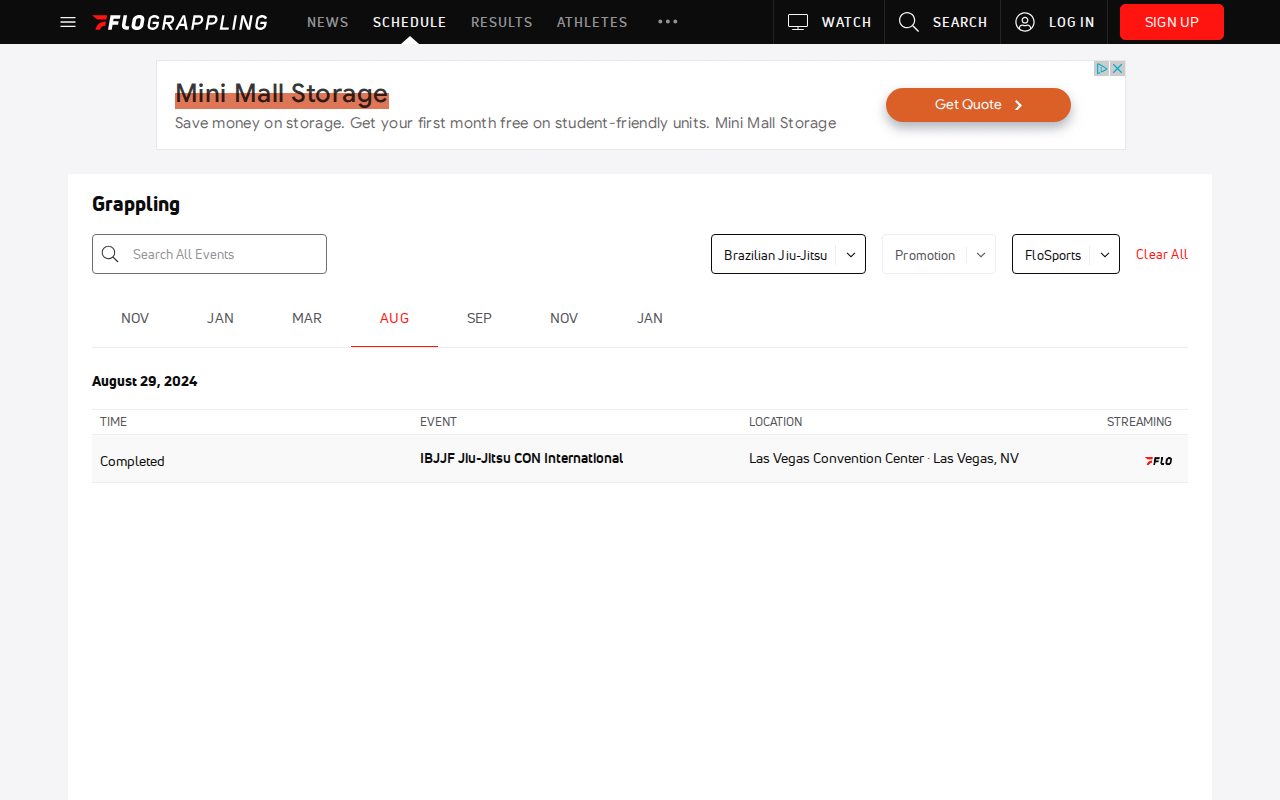 FLOGRAPPLING NEWS SCHEDULE RESULTS ATHLETES WATCH SEARCH LOG IN SIGN UP
Mini Mall Storage
Save money on storage. Get your first month free on student-friendly units. Mini Mall Storage
Get Quote
Grappling
Search All Events Brazilian Jiu-Jitsu Promotion FloSports Clear All
NOV JAN MAR AUG SEP NOV JAN
August 29, 2024
TIME EVENT LOCATION STREAMING
Completed IBJJF Jiu-Jitsu CON International Las Vegas Convention Center · Las Vegas, NV FLO